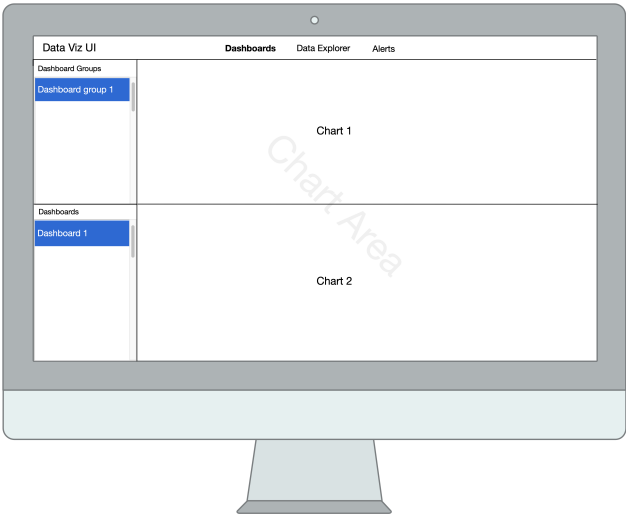 Data Viz UI
Dashboards Data Explorer Alerts
Dashboard Groups
Dashboard group 1
Chart 1
Chart Area
Dashboards
Dashboard 1
Chart 2